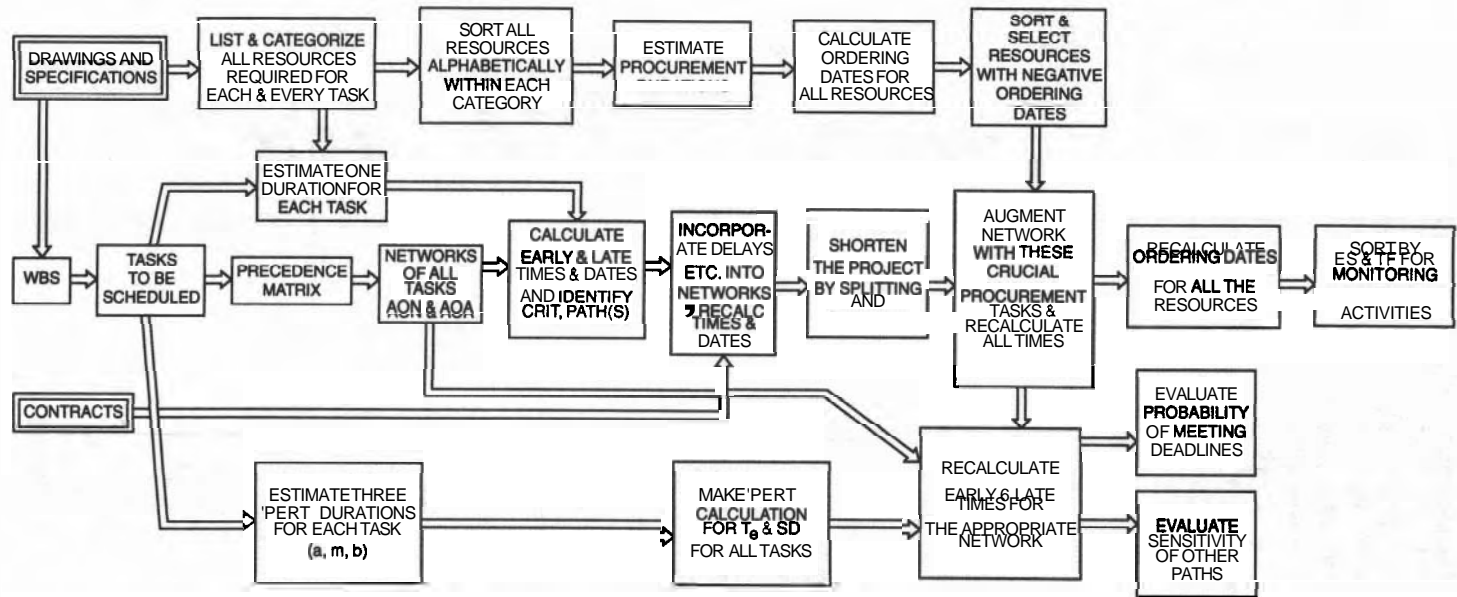 DRAWINGS AND
SPECIFICATIONS
LIST & CATEGORIZE
ALL RESOURCES
REQUIRED FOR
EACH & EVERY TASK
SORT ALL
RESOURCES
ALPHABETICALLY
WITHIN EACH
CATEGORY
ESTIMATE
PROCUREMENT
CALCULATE
ORDERING
DATES FOR
ALL RESOURCES
SORT &
SELECT
RESOURCES
WITH NEGATIVE
ORDERING
DATES
ESTIMATE ONE
DURATION FOR
EACH TASK
WBS
TASKS
TO BE
SCHEDULED
PRECEDENCE
MATRIX
NETWORKS
OF ALL
TASKS
AON & AOA
CALCULATE
EARLY & LATE
TIMES & DATES
AND IDENTIFY
CRIT, PATH(S)
INCORPOR-
ATE DELAYS
ETC. INTO
NETWORKS
, RECALC
TIMES &
DATES
SHORTEN
THE PROJECT
BY SPLITTING
AND
AUGMENT
NETWORK
WITH THESE
CRUCIAL
PROCUREMENT
TASKS &
RECALCULATE
ALL TIMES
RECALCULATE
ORDERING DATES
FOR ALL THE
RESOURCES
SORT BY
ES & TF FOR
MONITORING
ACTIVITIES
CONTRACTS
ESTIMATE THREE
'PERT DURATIONS
FOR EACH TASK
(a, m, b)
MAKE 'PERT
CALCULATION
FOR Te & SD
FOR ALL TASKS
RECALCULATE
EARLY 6 LATE
TIMES FOR
THE APPROPRIATE
NETWORK
EVALUATE
PROBABILITY
OF MEETING
DEADLINES
EVALUATE
SENSITIVITY
OF OTHER
PATHS